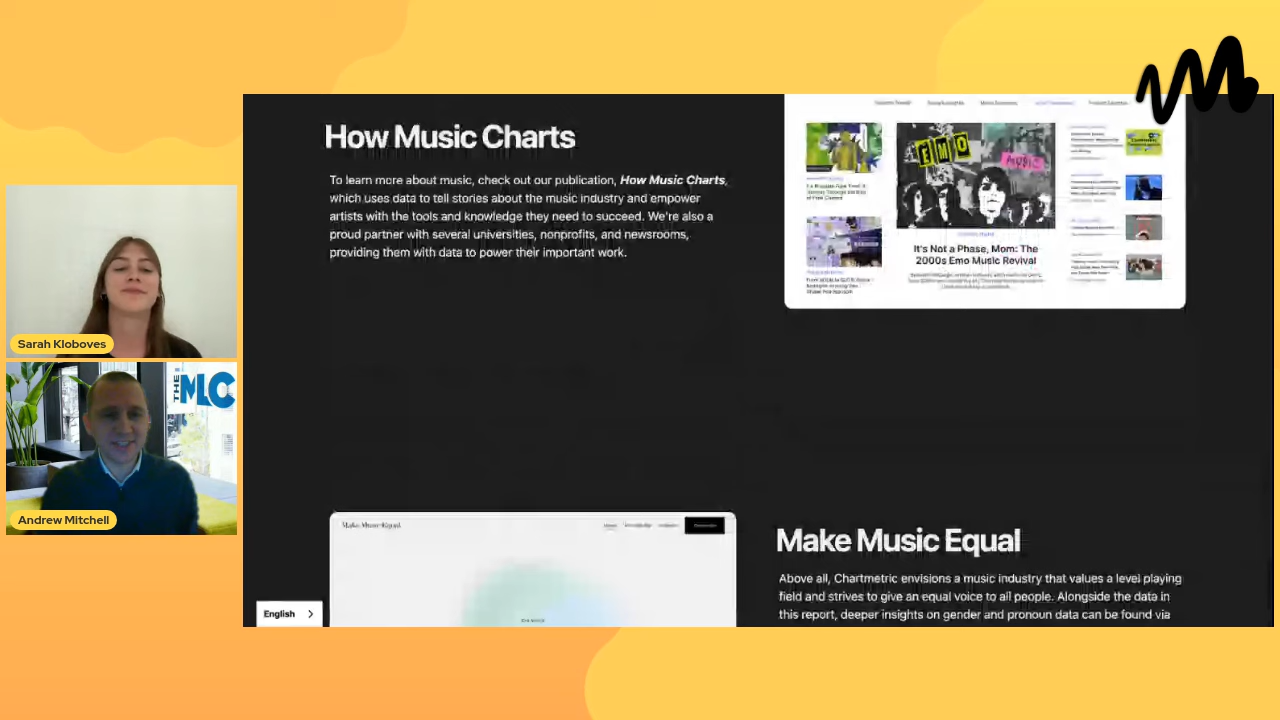 How Music Charts
To learn more about music, check out our publication, How Music Charts,
which uses data to tell stories about the music industry and empower
artists with the tools and knowledge they need to succeed. We're also a
proud partner with several universities, nonprofits, and newsrooms,
providing them with data to power their important work.
EMO
MUSIC
It's Not a Phase, Mom: The
2000s Emo Music Revival
Sarah Kloboves
THE
MLC
Andrew Mitchell
Make Music Equal
Make Music Equal
Above all, Chartmetric envisions a music industry that values a level playing
field and strives to give an equal voice to all people. Alongside the data in
this report, deeper insights on gender and pronoun data can be found via
English